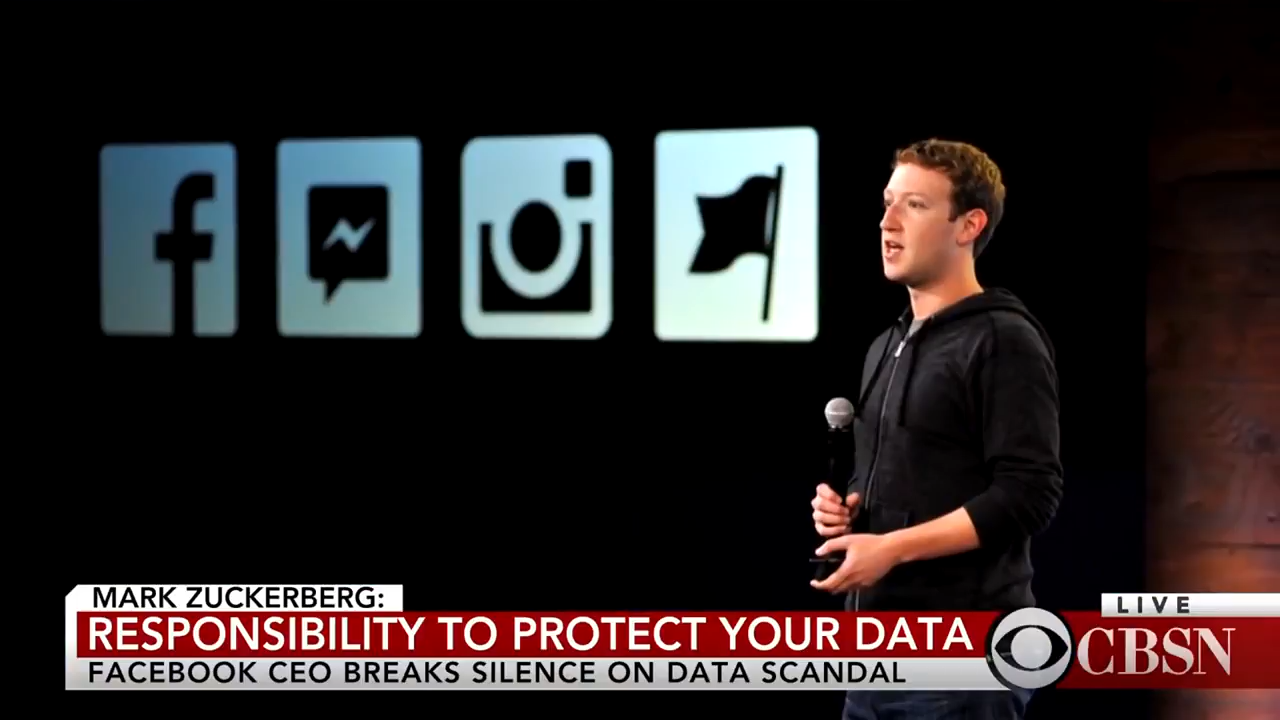 MARK ZUCKERBERG:
RESPONSIBILITY TO PROTECT YOUR DATA
FACEBOOK CEO BREAKS SILENCE ON DATA SCANDAL
LIVE
CBSN